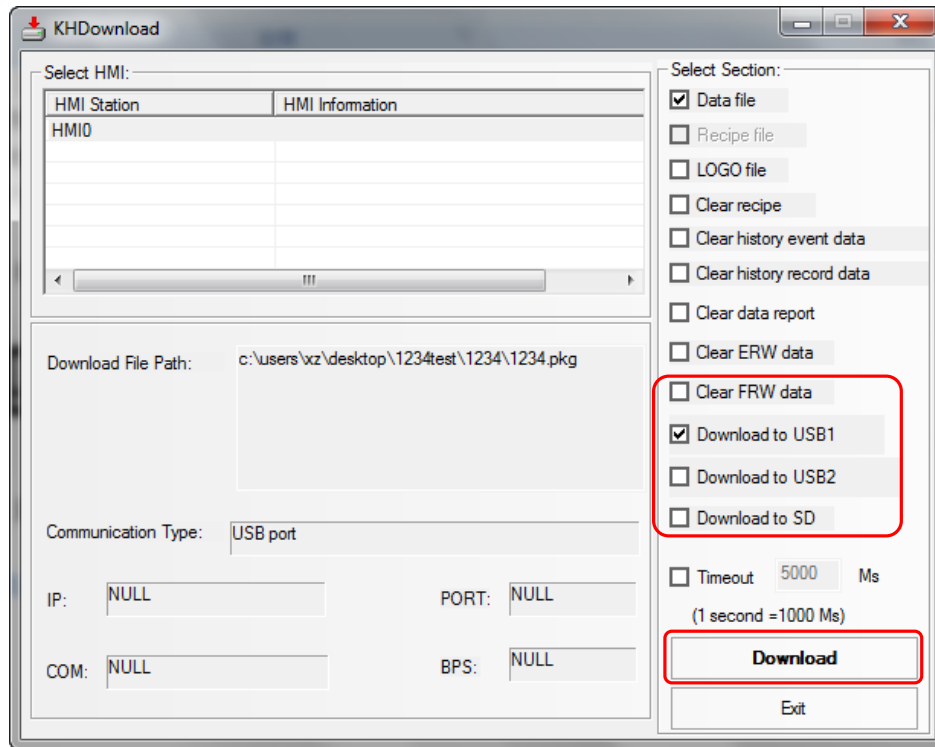 KHDownload
Select HMI:
HMI Station HMI Information
HMI0
Download File Path: c:\users\xz\desktop\1234test\1234\1234.pkg
Communication Type: USB port
IP: NULL PORT: NULL
COM: NULL BPS: NULL
Select Section:
Data file
Recipe file
LOGO file
Clear recipe
Clear history event data
Clear history record data
Clear data report
Clear ERW data
Clear FRW data
Download to USB1
Download to USB2
Download to SD
Timeout 5000 Ms
(1 second =1000 Ms)
Download
Exit